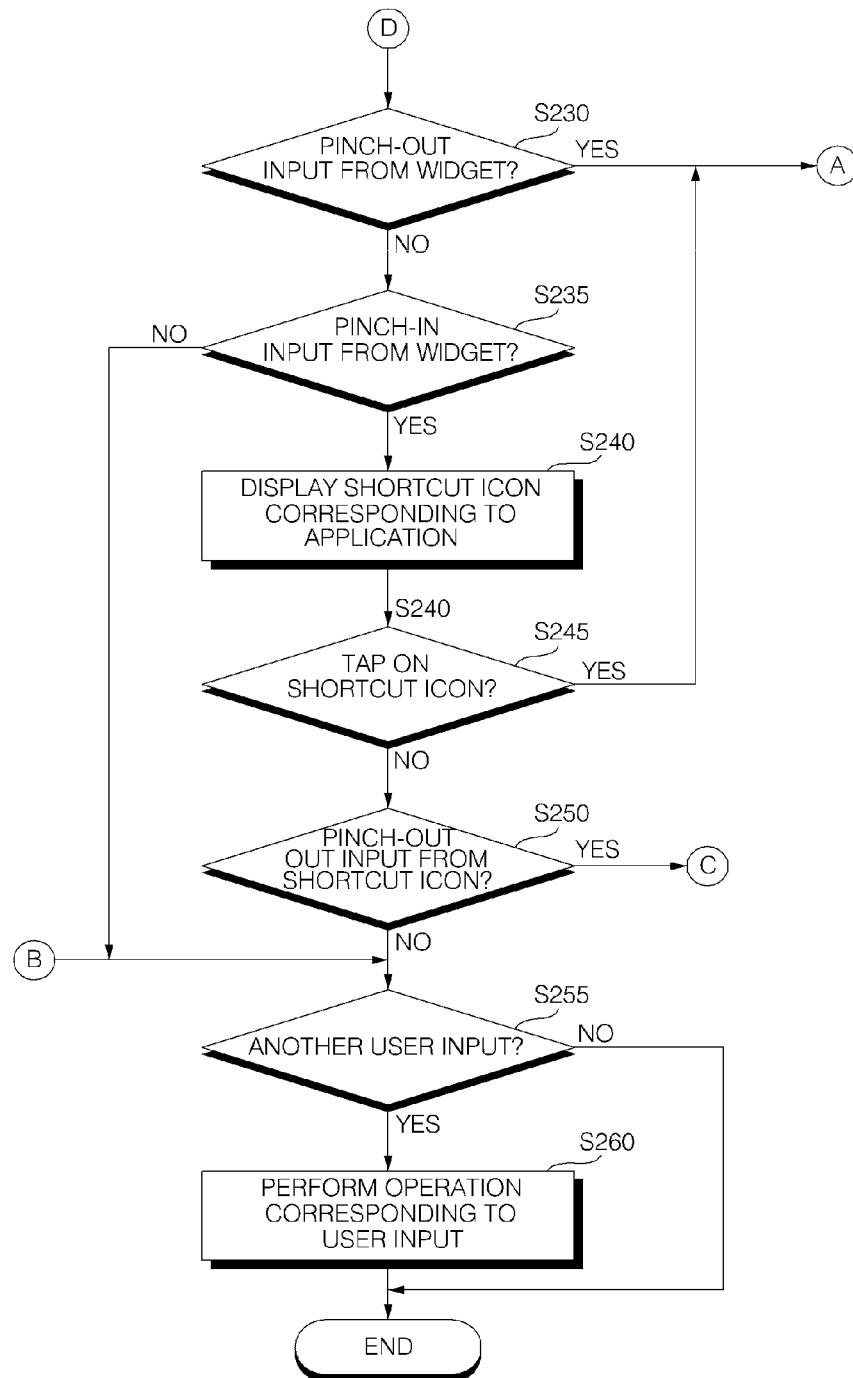 D
S230
PINCH-OUT
INPUT FROM WIDGET?
YES
A
NO
S235
NO
PINCH-IN
INPUT FROM WIDGET?
YES
S240
DISPLAY SHORTCUT ICON
CORRESPONDING TO
APPLICATION
S240
S245
TAP ON
SHORTCUT ICON?
YES
NO
S250
PINCH-OUT
OUT INPUT FROM
SHORTCUT ICON?
YES
C
NO
B
S255
ANOTHER USER INPUT?
NO
YES
S260
PERFORM OPERATION
CORRESPONDING TO
USER INPUT
END